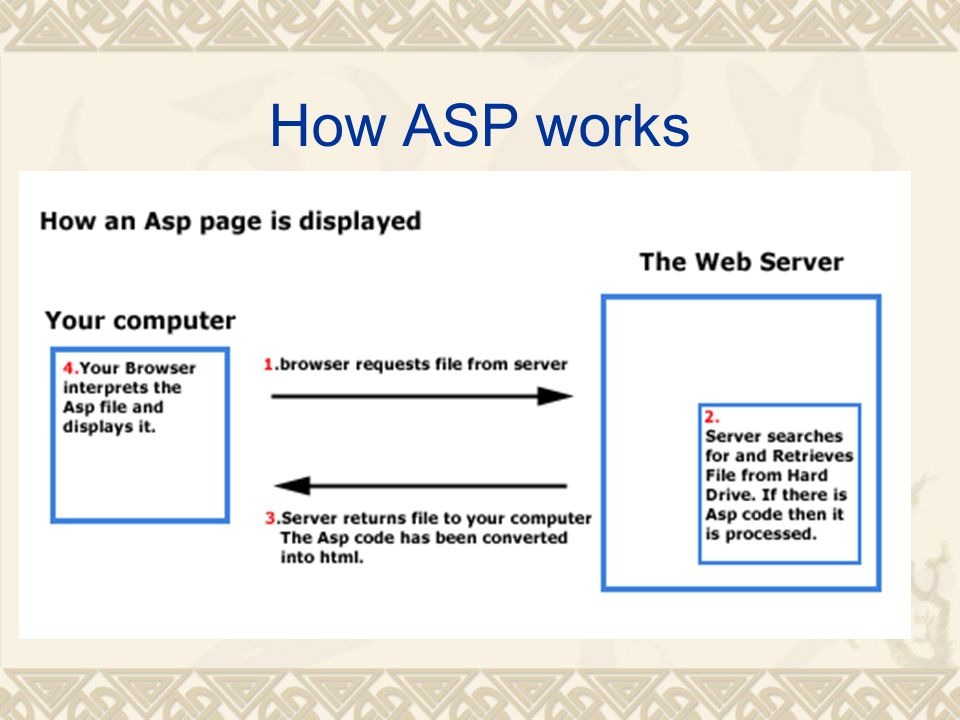 How ASP works
How an Asp page is displayed
The Web Server
Your computer
4.Your Browser
interprets the
Asp file and
displays it.
1.browser requests file from server
2.
Server searches
for and Retrieves
File from Hard
Drive. If there is
Asp code then it
is processed.
3.Server returns file to your computer
The Asp code has been converted
into html.